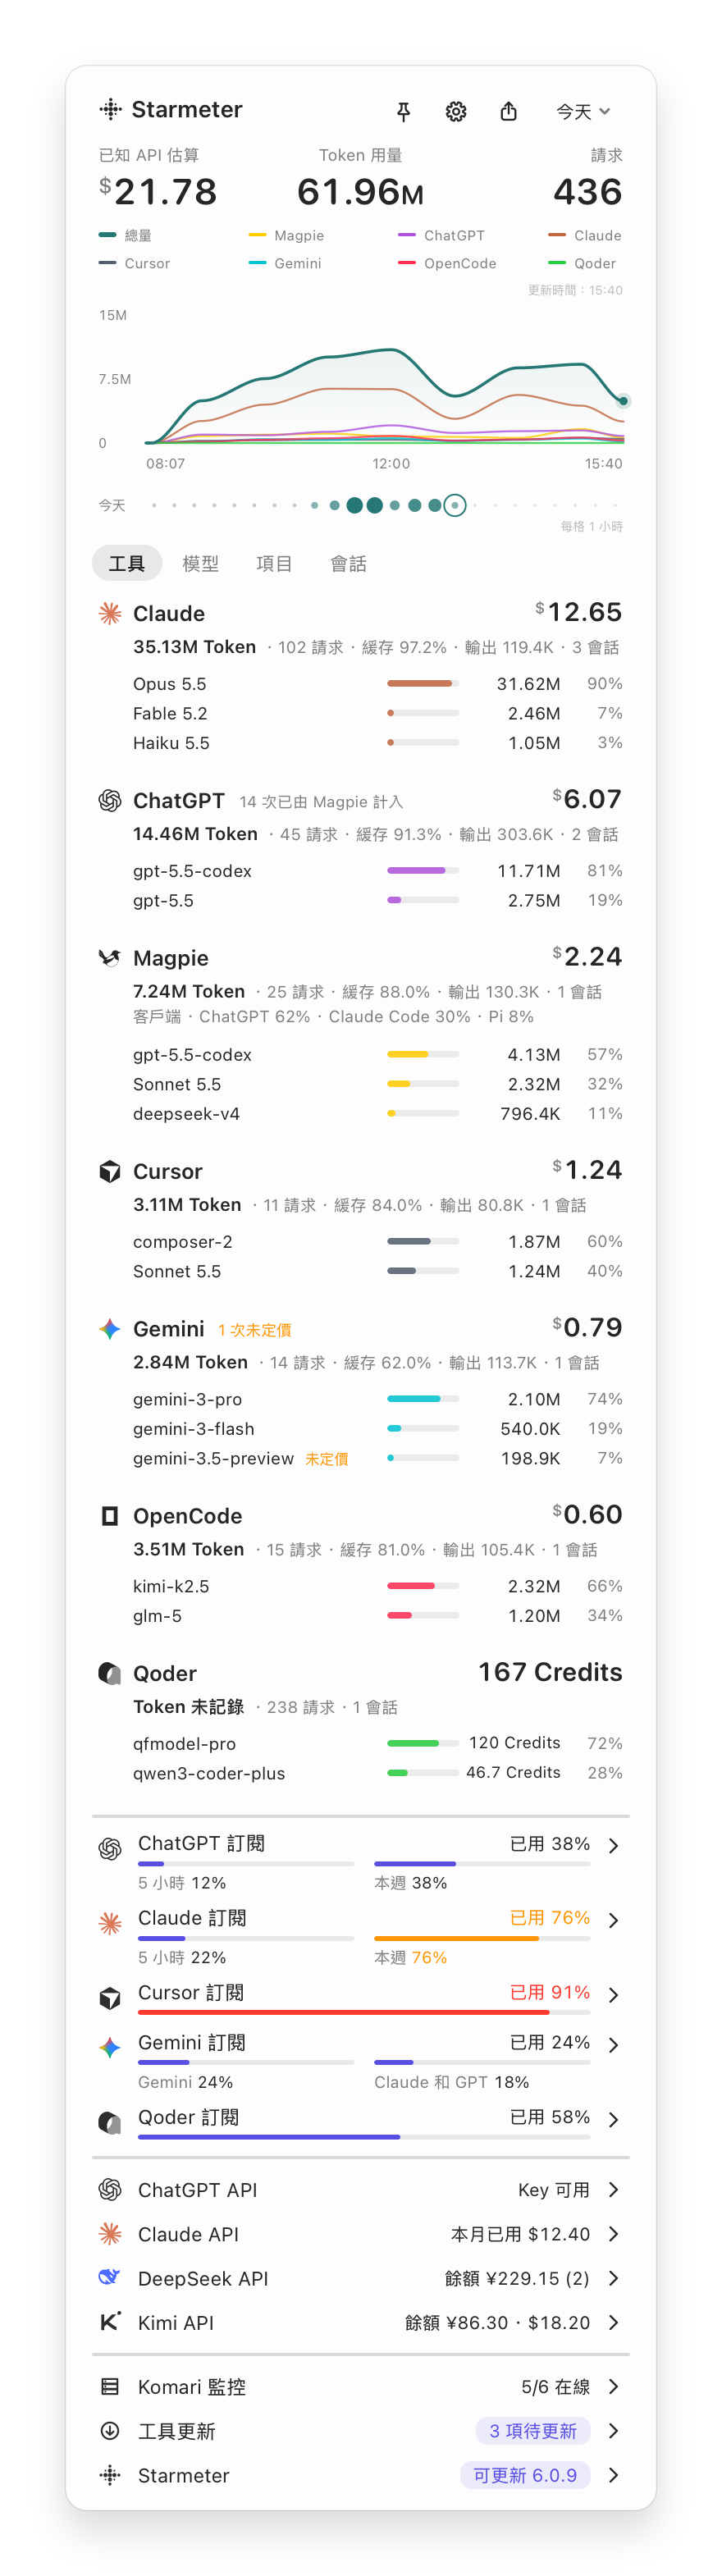 Starmeter 今天
已知 API 估算 Token 用量 請求
$21.78 61.96M 436
總量 Magpie ChatGPT Claude
Cursor Gemini OpenCode Qoder
更新時間：15:40
15M
7.5M
0
08:07 12:00 15:40
今天
每格 1 小時
工具 模型 項目 會話
Claude $12.65
35.13M Token · 102 請求 · 緩存 97.2% · 輸出 119.4K · 3 會話
Opus 5.5 31.62M 90%
Fable 5.2 2.46M 7%
Haiku 5.5 1.05M 3%
ChatGPT 14 次已由 Magpie 計入 $6.07
14.46M Token · 45 請求 · 緩存 91.3% · 輸出 303.6K · 2 會話
gpt-5.5-codex 11.71M 81%
gpt-5.5 2.75M 19%
Magpie $2.24
7.24M Token · 25 請求 · 緩存 88.0% · 輸出 130.3K · 1 會話
客戶端 · ChatGPT 62% · Claude Code 30% · Pi 8%
gpt-5.5-codex 4.13M 57%
Sonnet 5.5 2.32M 32%
deepseek-v4 796.4K 11%
Cursor $1.24
3.11M Token · 11 請求 · 緩存 84.0% · 輸出 80.8K · 1 會話
composer-2 1.87M 60%
Sonnet 5.5 1.24M 40%
Gemini 1 次未定價 $0.79
2.84M Token · 14 請求 · 緩存 62.0% · 輸出 113.7K · 1 會話
gemini-3-pro 2.10M 74%
gemini-3-flash 540.0K 19%
gemini-3.5-preview 未定價 198.9K 7%
OpenCode $0.60
3.51M Token · 15 請求 · 緩存 81.0% · 輸出 105.4K · 1 會話
kimi-k2.5 2.32M 66%
glm-5 1.20M 34%
Qoder 167 Credits
Token 未記錄 · 238 請求 · 1 會話
qfmodel-pro 120 Credits 72%
qwen3-coder-plus 46.7 Credits 28%
ChatGPT 訂閱 已用 38%
5 小時 12% 本週 38%
Claude 訂閱 已用 76%
5 小時 22% 本週 76%
Cursor 訂閱 已用 91%
Gemini 訂閱 已用 24%
Gemini 24% Claude 和 GPT 18%
Qoder 訂閱 已用 58%
ChatGPT API Key 可用
Claude API 本月已用 $12.40
DeepSeek API 餘額 ¥229.15 (2)
Kimi API 餘額 ¥86.30 · $18.20
Komari 監控 5/6 在線
工具更新 3 項待更新
Starmeter 可更新 6.0.9